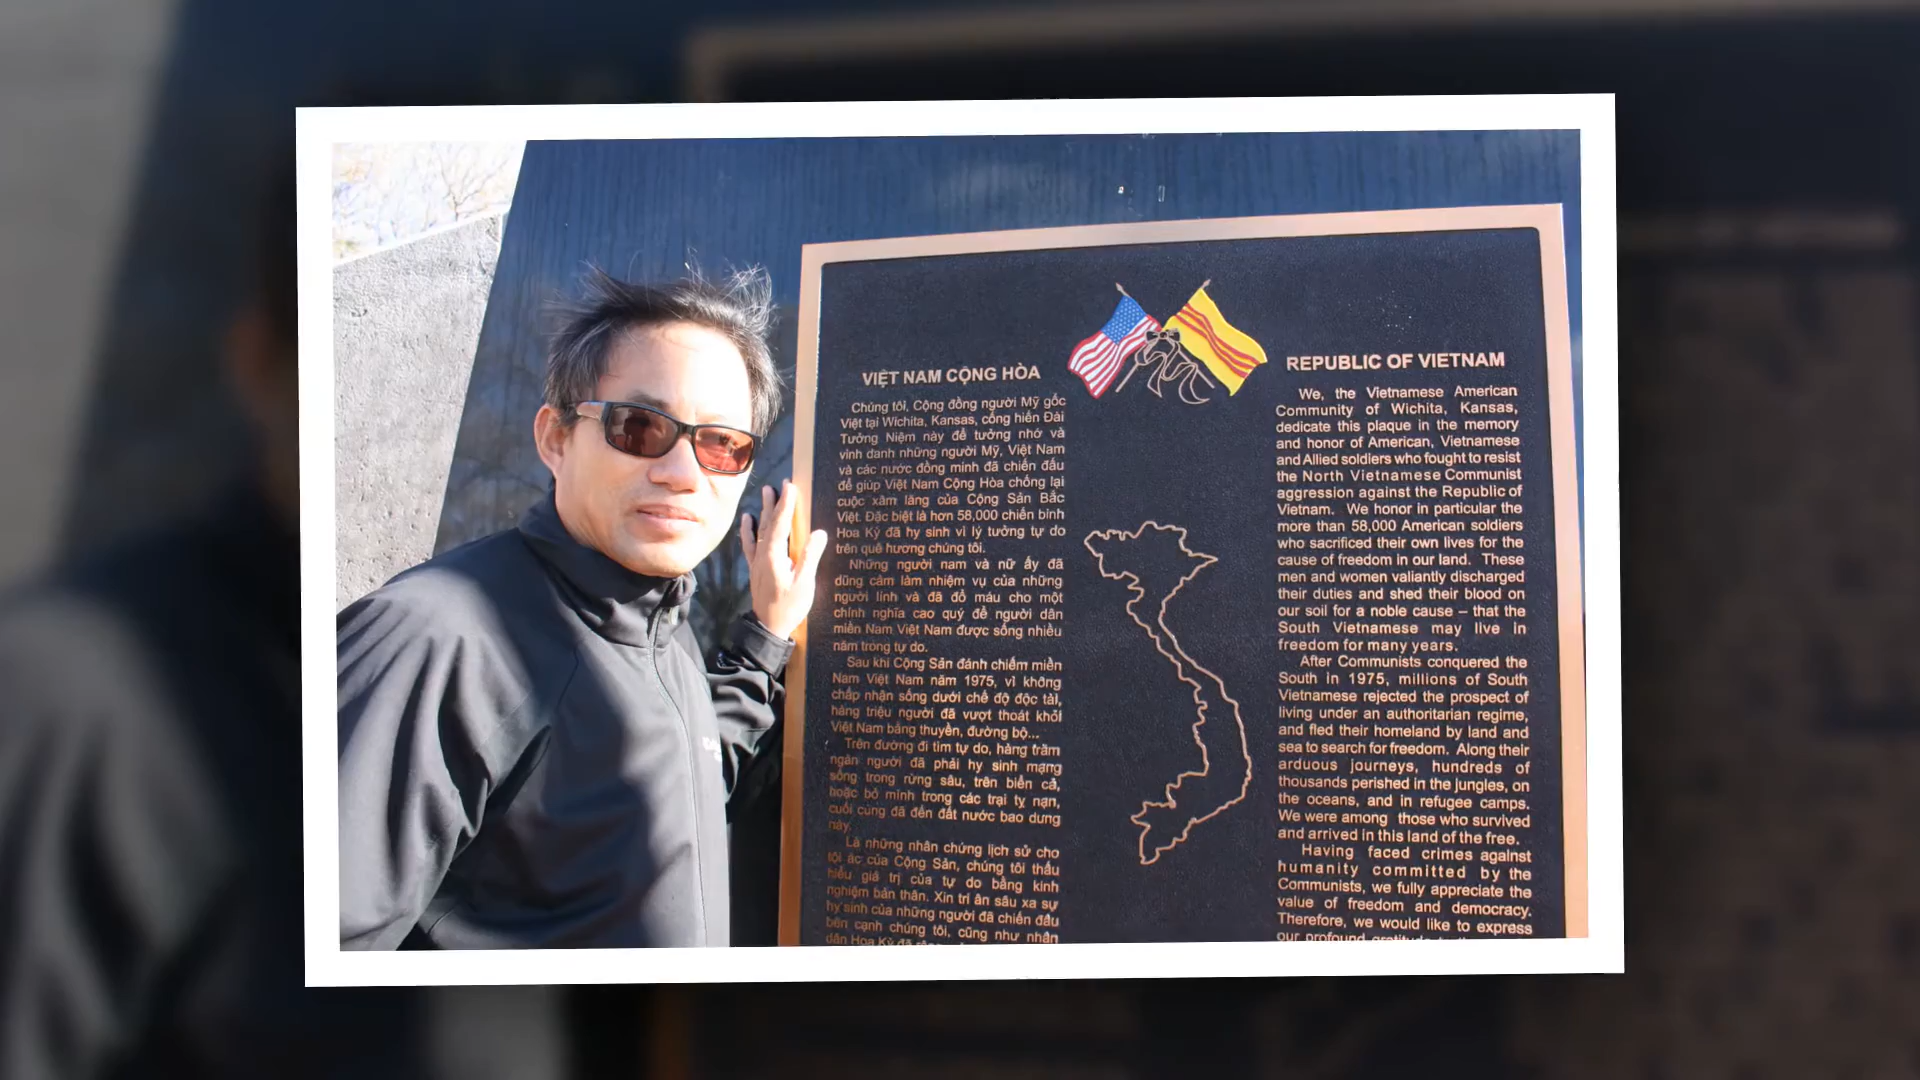 VIỆT NAM CỘNG HÒA
Chúng tôi, Cộng đồng người Mỹ gốc
Việt tại Wichita, Kansas, cống hiến Đài
Tưởng Niệm này để tưởng nhớ và
vinh danh những người Mỹ, Việt Nam
và các nước đồng minh đã chiến đấu
để giúp Việt Nam Cộng Hòa chống lại
cuộc xâm lăng của Cộng Sản Bắc
Việt. Đặc biệt là hơn 58,000 chiến binh
Hoa Kỳ đã hy sinh vì lý tưởng tự do
trên quê hương chúng tôi.
Những người nam và nữ ấy đã
dũng cảm làm nhiệm vụ của những
người lính và đã đổ máu cho một
chính nghĩa cao quý để người dân
miền Nam Việt Nam được sống nhiều
năm trong tự do.
Sau khi Cộng Sản đánh chiếm miền
Nam Việt Nam năm 1975, vì không
chấp nhận sống dưới chế độ độc tài,
hàng triệu người đã vượt thoát khỏi
Việt Nam bằng thuyền, đường bộ...
Trên đường đi tìm tự do, hàng trăm
ngàn người đã phải hy sinh mạng
sống trong rừng sâu, trên biển cả,
hoặc bỏ mình trong các trại tỵ nạn,
cuối cùng đã đến đất nước bao dung
này.
Là những nhân chứng lịch sử cho
tội ác của Cộng Sản, chúng tôi thấu
hiểu giá trị của tự do bằng kinh
nghiệm bản thân. Xin tri ân sâu xa sự
hy sinh của những người đã chiến đấu
bên cạnh chúng tôi, cũng như nhân
dân Hoa Kỳ đã
REPUBLIC OF VIETNAM
We, the Vietnamese American
Community of Wichita, Kansas,
dedicate this plaque in the memory
and honor of American, Vietnamese
and Allied soldiers who fought to resist
the North Vietnamese Communist
aggression against the Republic of
Vietnam. We honor in particular the
more than 58,000 American soldiers
who sacrificed their own lives for the
cause of freedom in our land. These
men and women valiantly discharged
their duties and shed their blood on
our soil for a noble cause – that the
South Vietnamese may live in
freedom for many years.
After Communists conquered the
South in 1975, millions of South
Vietnamese rejected the prospect of
living under an authoritarian regime,
and fled their homeland by land and
sea to search for freedom. Along their
arduous journeys, hundreds of
thousands perished in the jungles, on
the oceans, and in refugee camps.
We were among those who survived
and arrived in this land of the free.
Having faced crimes against
humanity committed by the
Communists, we fully appreciate the
value of freedom and democracy.
Therefore, we would like to express
our profound gratitude